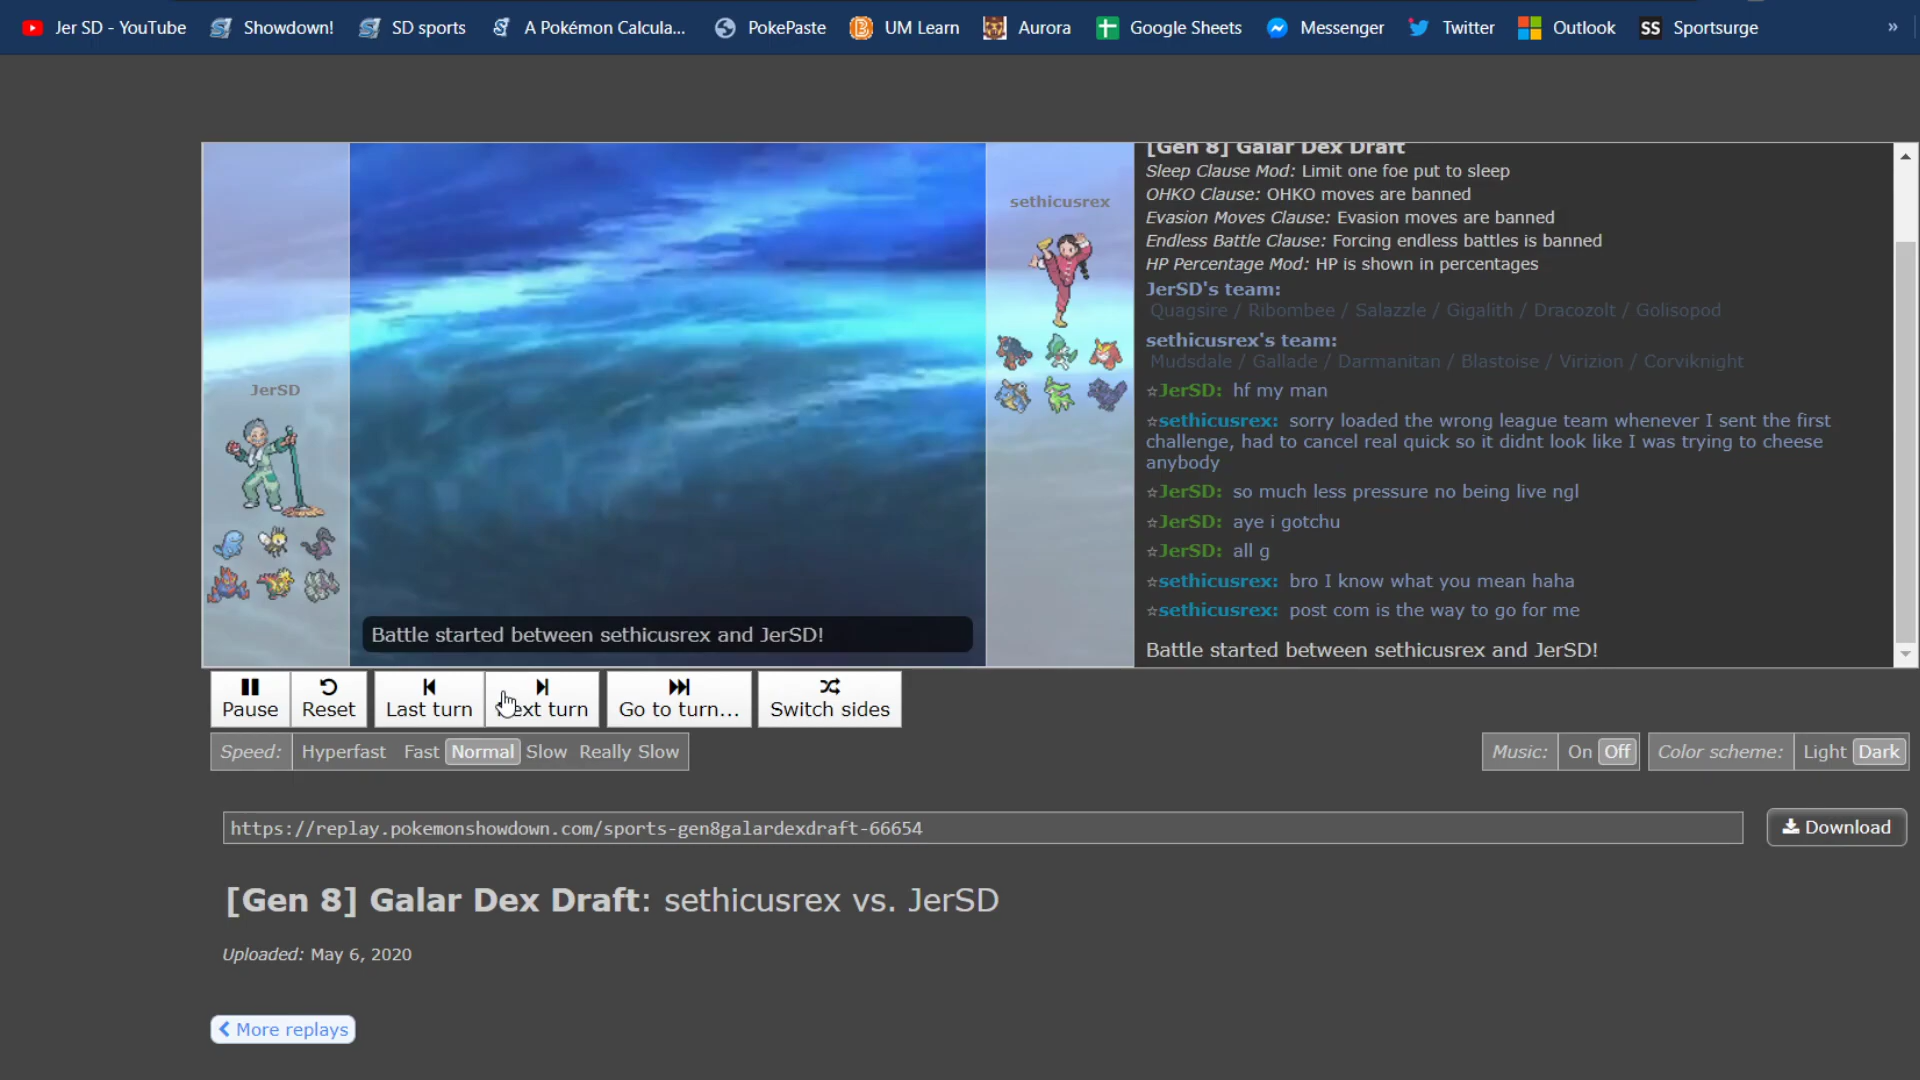 Jer SD - YouTube Showdown! SD sports A Pokémon Calcula... PokePaste UM Learn Aurora Google Sheets Messenger Twitter Outlook SS Sportsurge »
[Gen 8] Galar Dex Draft
Sleep Clause Mod: Limit one foe put to sleep
OHKO Clause: OHKO moves are banned
Evasion Moves Clause: Evasion moves are banned
Endless Battle Clause: Forcing endless battles is banned
HP Percentage Mod: HP is shown in percentages
JerSD's team:
Quagsire / Ribombee / Salazzle / Gigalith / Dracozolt / Golisopod
sethicusrex's team:
Mudsdale / Gallade / Darmanitan / Blastoise / Virizion / Corviknight
☆JerSD: hf my man
☆sethicusrex: sorry loaded the wrong league team whenever I sent the first
challenge, had to cancel real quick so it didnt look like I was trying to cheese
anybody
☆JerSD: so much less pressure no being live ngl
☆JerSD: aye i gotchu
☆JerSD: all g
☆sethicusrex: bro I know what you mean haha
☆sethicusrex: post com is the way to go for me
Battle started between sethicusrex and JerSD!
sethicusrex
JerSD
Battle started between sethicusrex and JerSD!
Pause Reset Last turn ext turn Go to turn... Switch sides
Speed: Hyperfast Fast Normal Slow Really Slow Music: On Off Color scheme: Light Dark
https://replay.pokemonshowdown.com/sports-gen8galardexdraft-66654 Download
[Gen 8] Galar Dex Draft: sethicusrex vs. JerSD
Uploaded: May 6, 2020
More replays